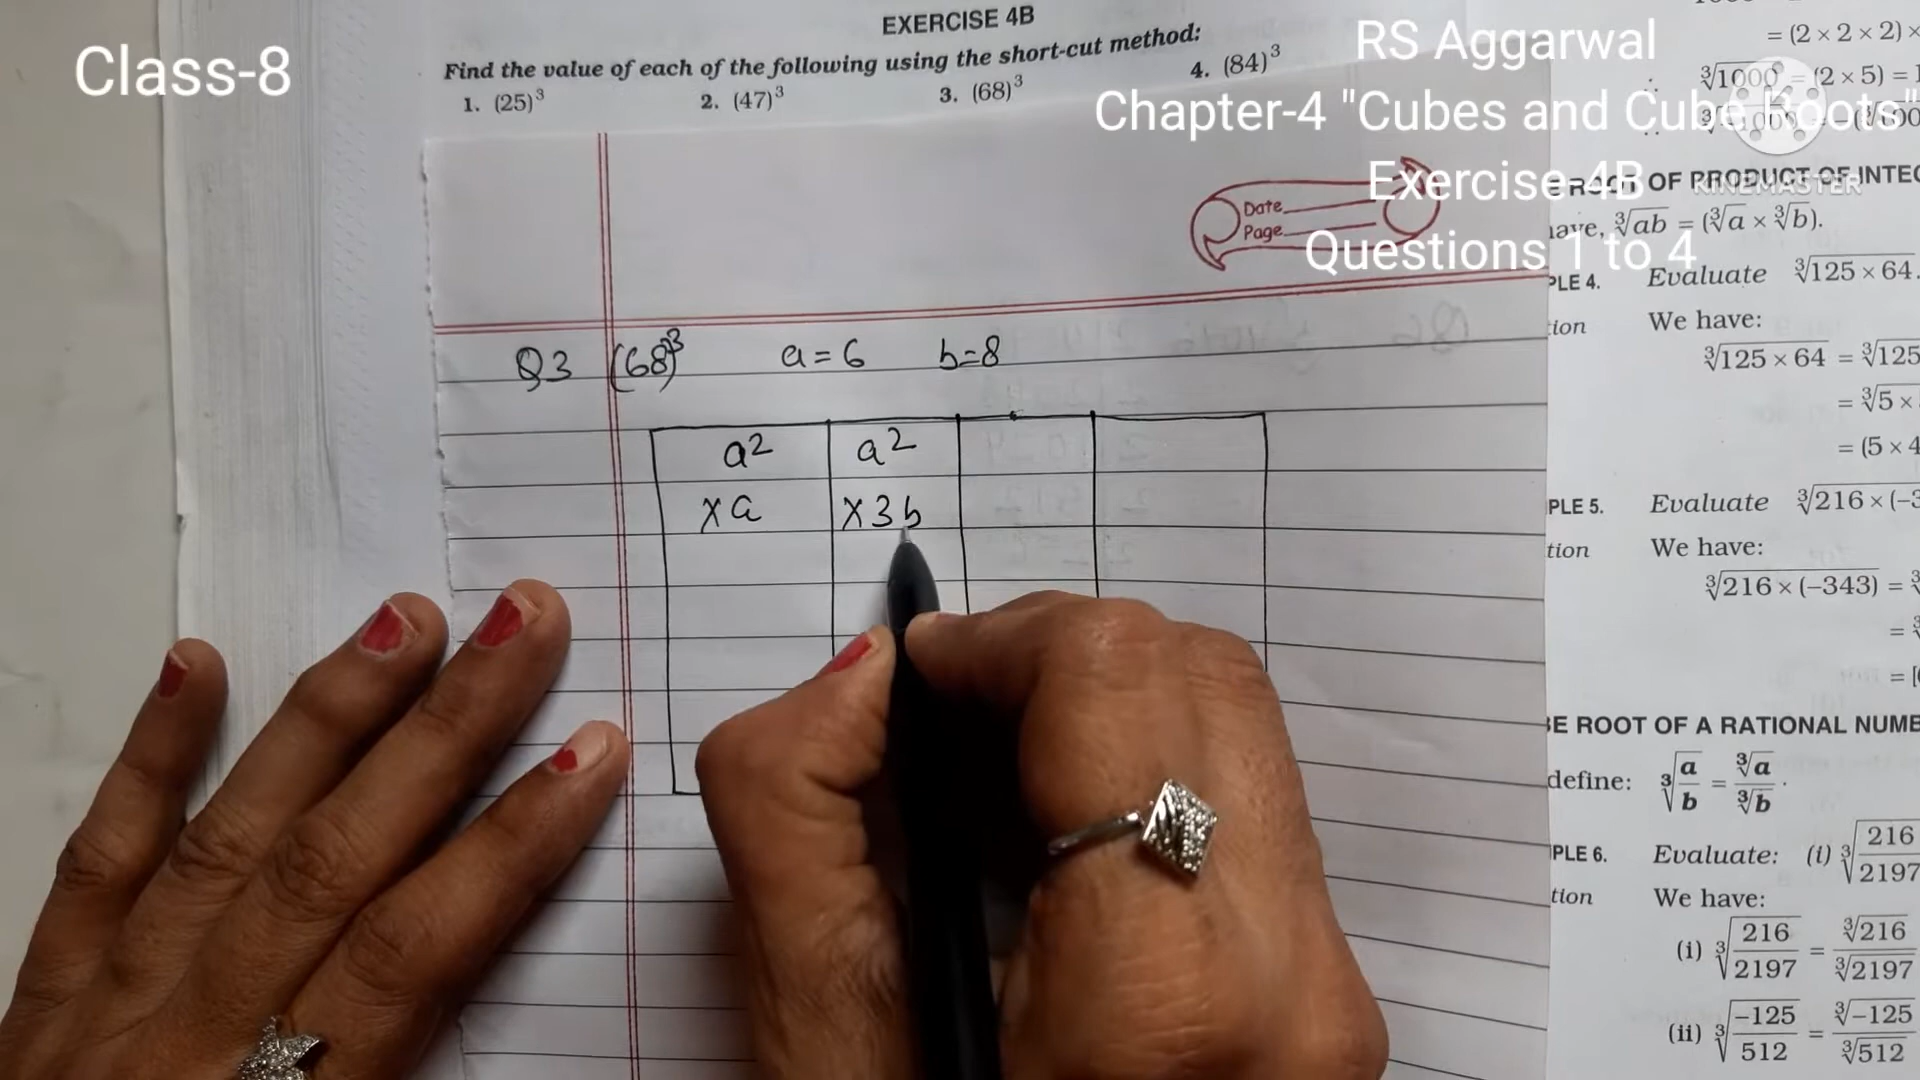 Class-8
RS Aggarwal
Chapter-4 "Cubes and Cube Roots"
Exercise 4B
Questions 1 to 4
KINEMASTER
EXERCISE 4B
Find the value of each of the following using the short-cut method:
1. (25)³ 2. (47)³ 3. (68)³ 4. (84)³
Date
Page
Q3 (68)³ a=6 b=8
a² a²
×a ×3b
= (2 × 2 × 2) ×
∴ ∛1000 = (2 × 5) = 1
ROOT OF PRODUCT OF INTEG
have, ∛ab = (∛a × ∛b).
PLE 4. Evaluate ∛125 × 64.
tion We have:
∛125 × 64 = ∛125
= ∛5 ×
= (5 × 4
PLE 5. Evaluate ∛216 × (−3
tion We have:
∛216 × (−343) = ∛
= ∛
= [
E ROOT OF A RATIONAL NUMB
define: ∛a/b = ∛a/∛b .
PLE 6. Evaluate: (i) ∛216/2197
tion We have:
(i) ∛216/2197 = ∛216/∛2197
(ii) ∛−125/512 = ∛−125/∛512